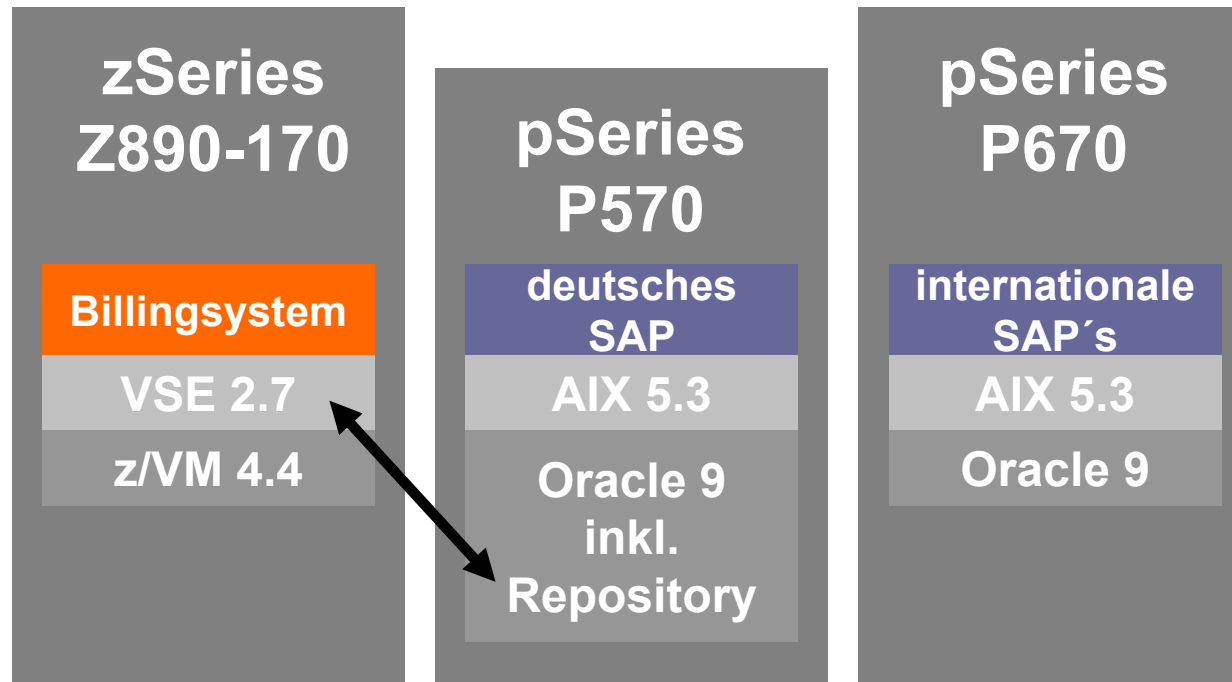 zSeries
Z890-170
Billingsystem
VSE 2.7
z/VM 4.4
pSeries
P570
deutsches
SAP
AIX 5.3
Oracle 9
inkl.
Repository
pSeries
P670
internationale
SAP´s
AIX 5.3
Oracle 9